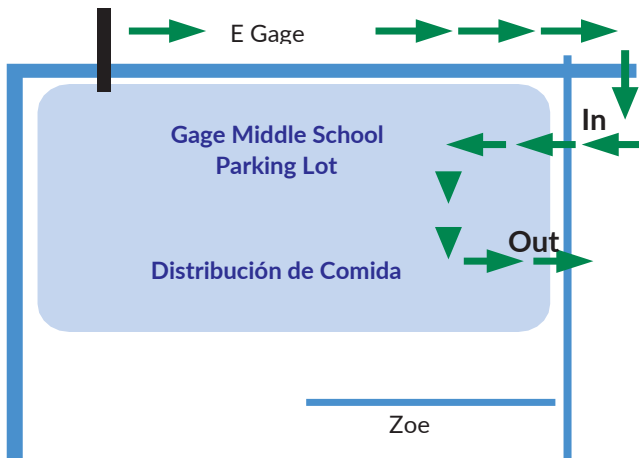 E Gage
In
Gage Middle School
Parking Lot
Out
Distribución de Comida
Zoe